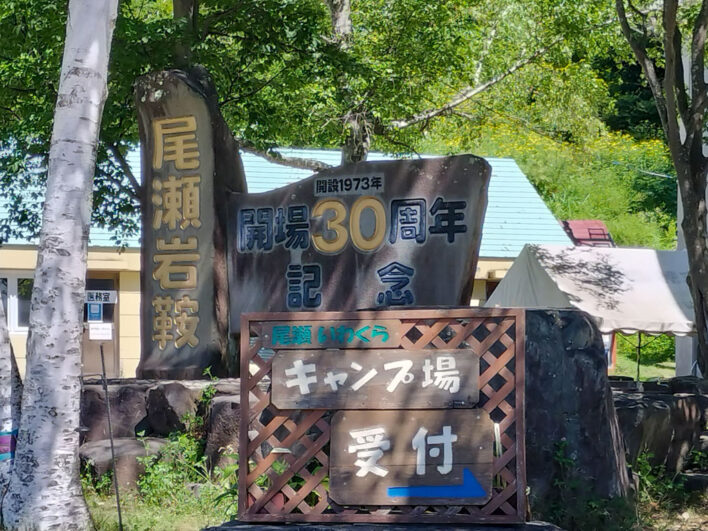 尾瀬岩鞍
開設1973年
開場30周年
記念
医務室
尾瀬いわくら
キャンプ場
受付